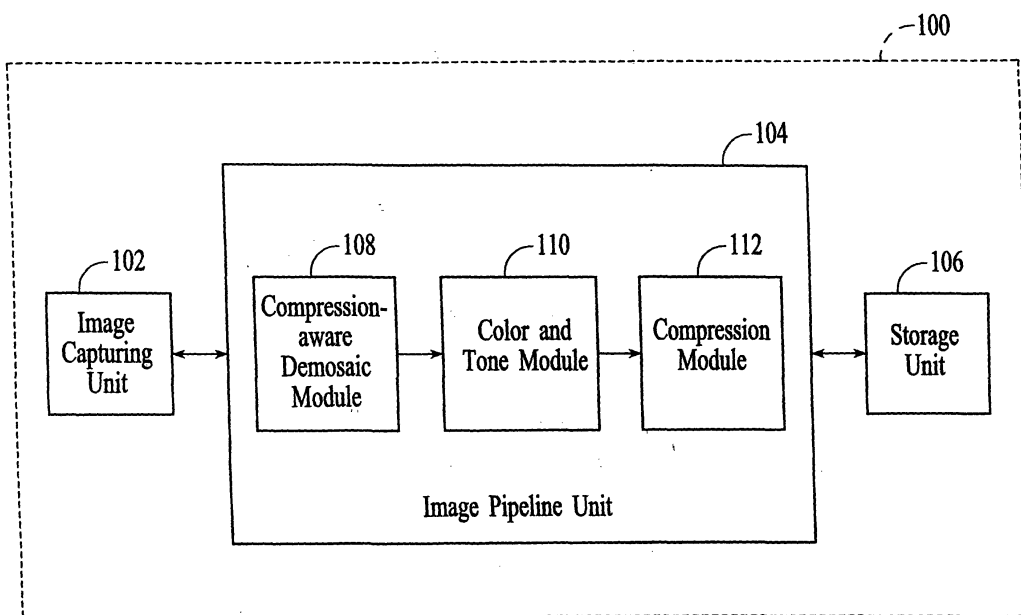 100
104
102
Image
Capturing
Unit
108
Compression-
aware
Demosaic
Module
110
Color and
Tone Module
112
Compression
Module
106
Storage
Unit
Image Pipeline Unit